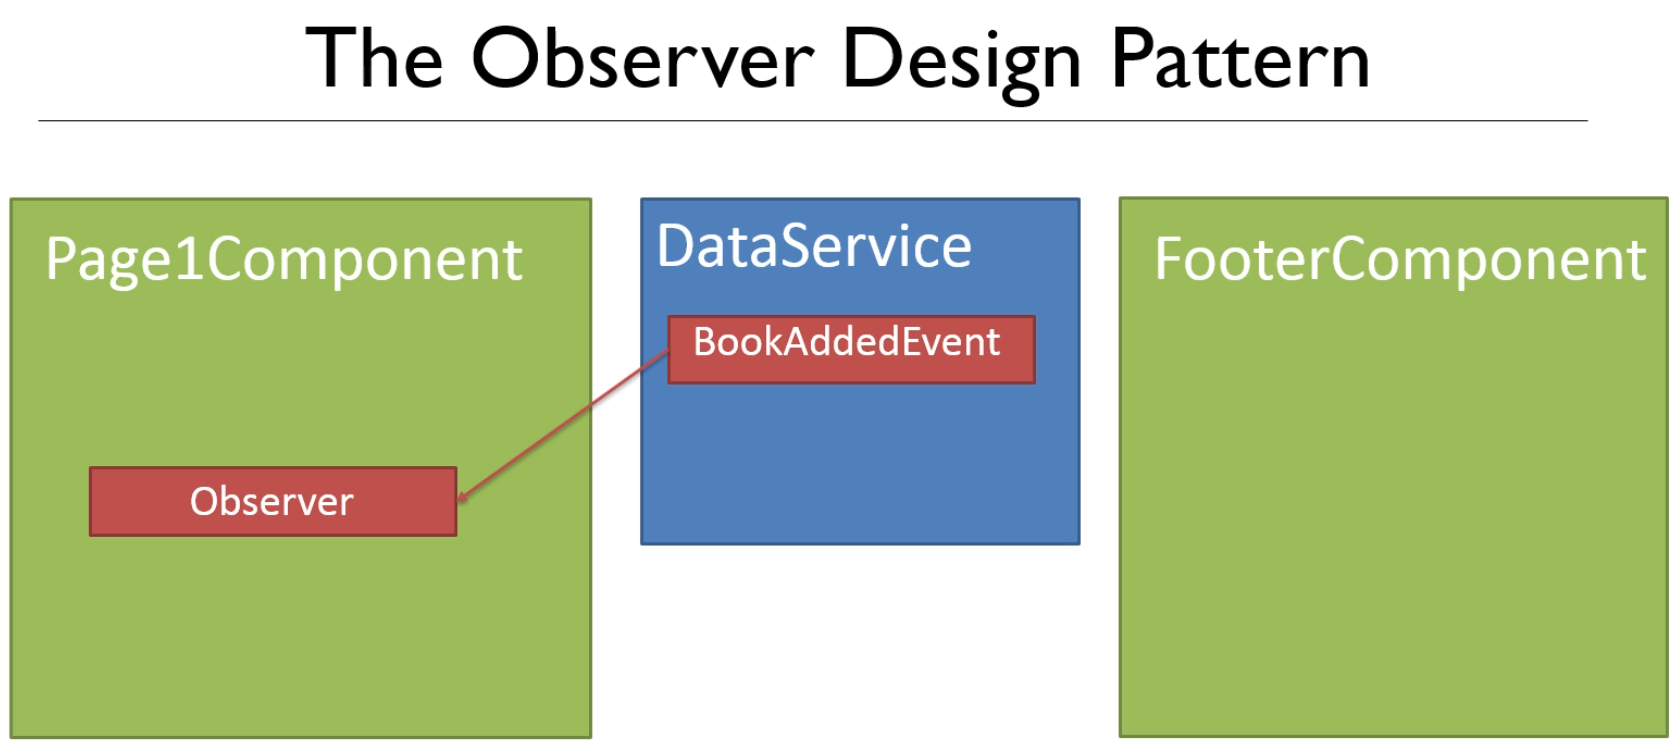 The Observer Design Pattern
Page1Component
DataService
FooterComponent
BookAddedEvent
Observer